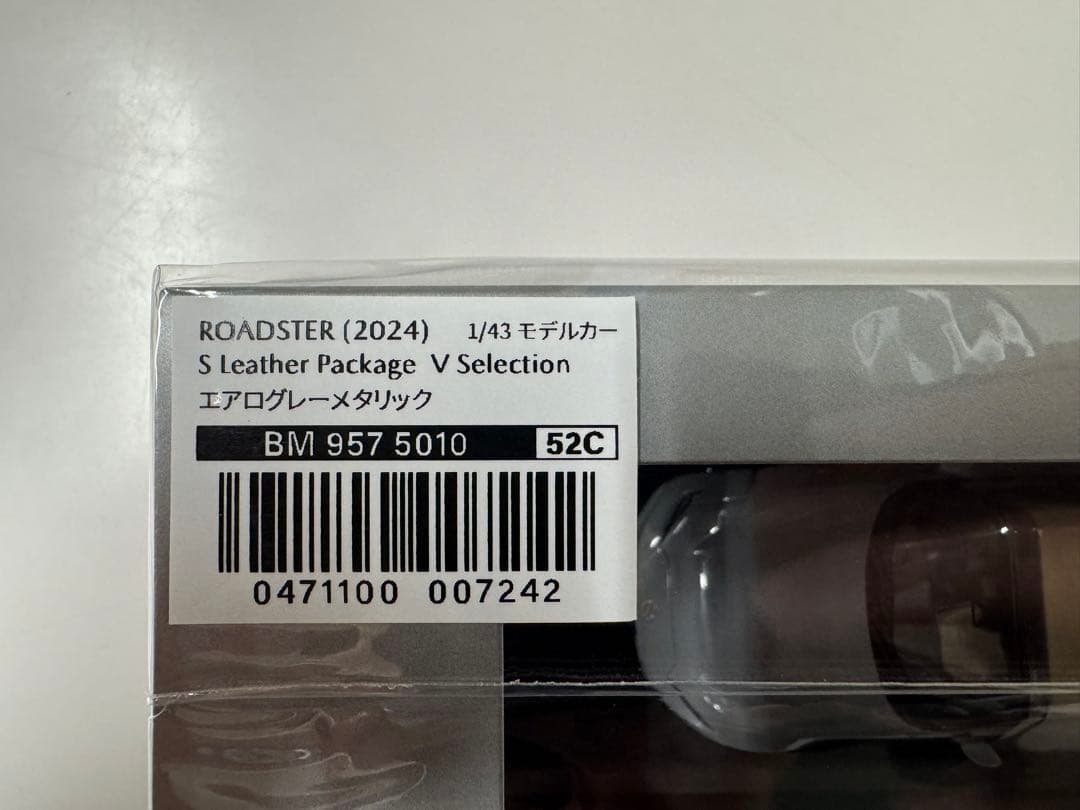 ROADSTER (2024) 1/43 モデルカー
S Leather Package V Selection
エアログレーメタリック
BM 957 5010 52C
0471100 007242